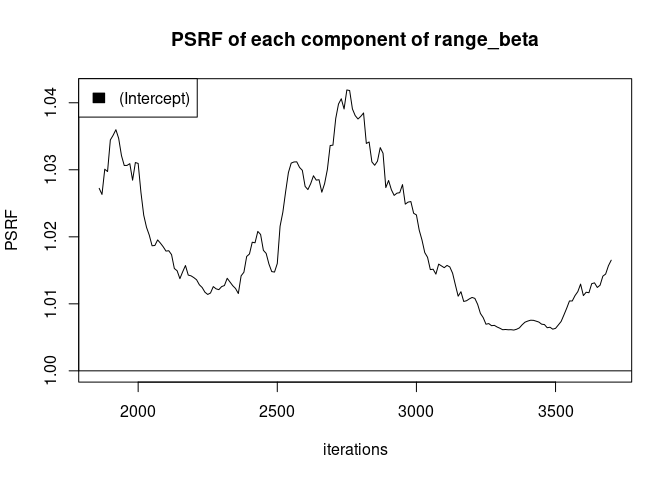 PSRF of each component of range_beta
(Intercept)
PSRF
1.04
1.03
1.02
1.01
1.00
2000 2500 3000 3500
iterations